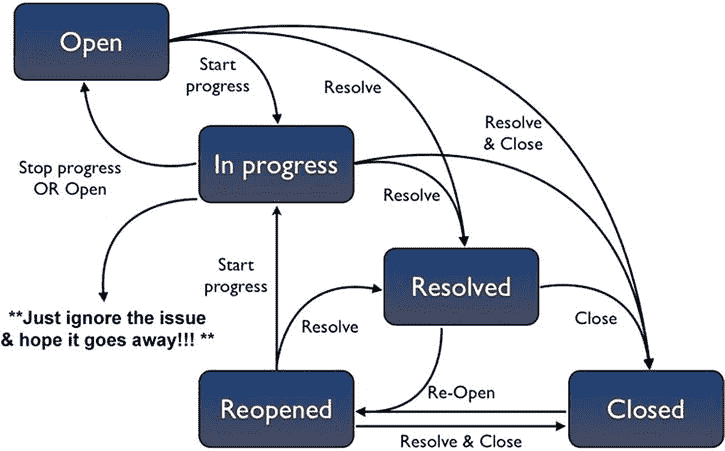 Open
Start
progress
Resolve
Resolve
& Close
Stop progress
OR Open
In progress
Resolve
**Just ignore the issue
& hope it goes away!!! **
Start
progress
Resolved
Resolve
Close
Reopened
Re-Open
Closed
Resolve & Close